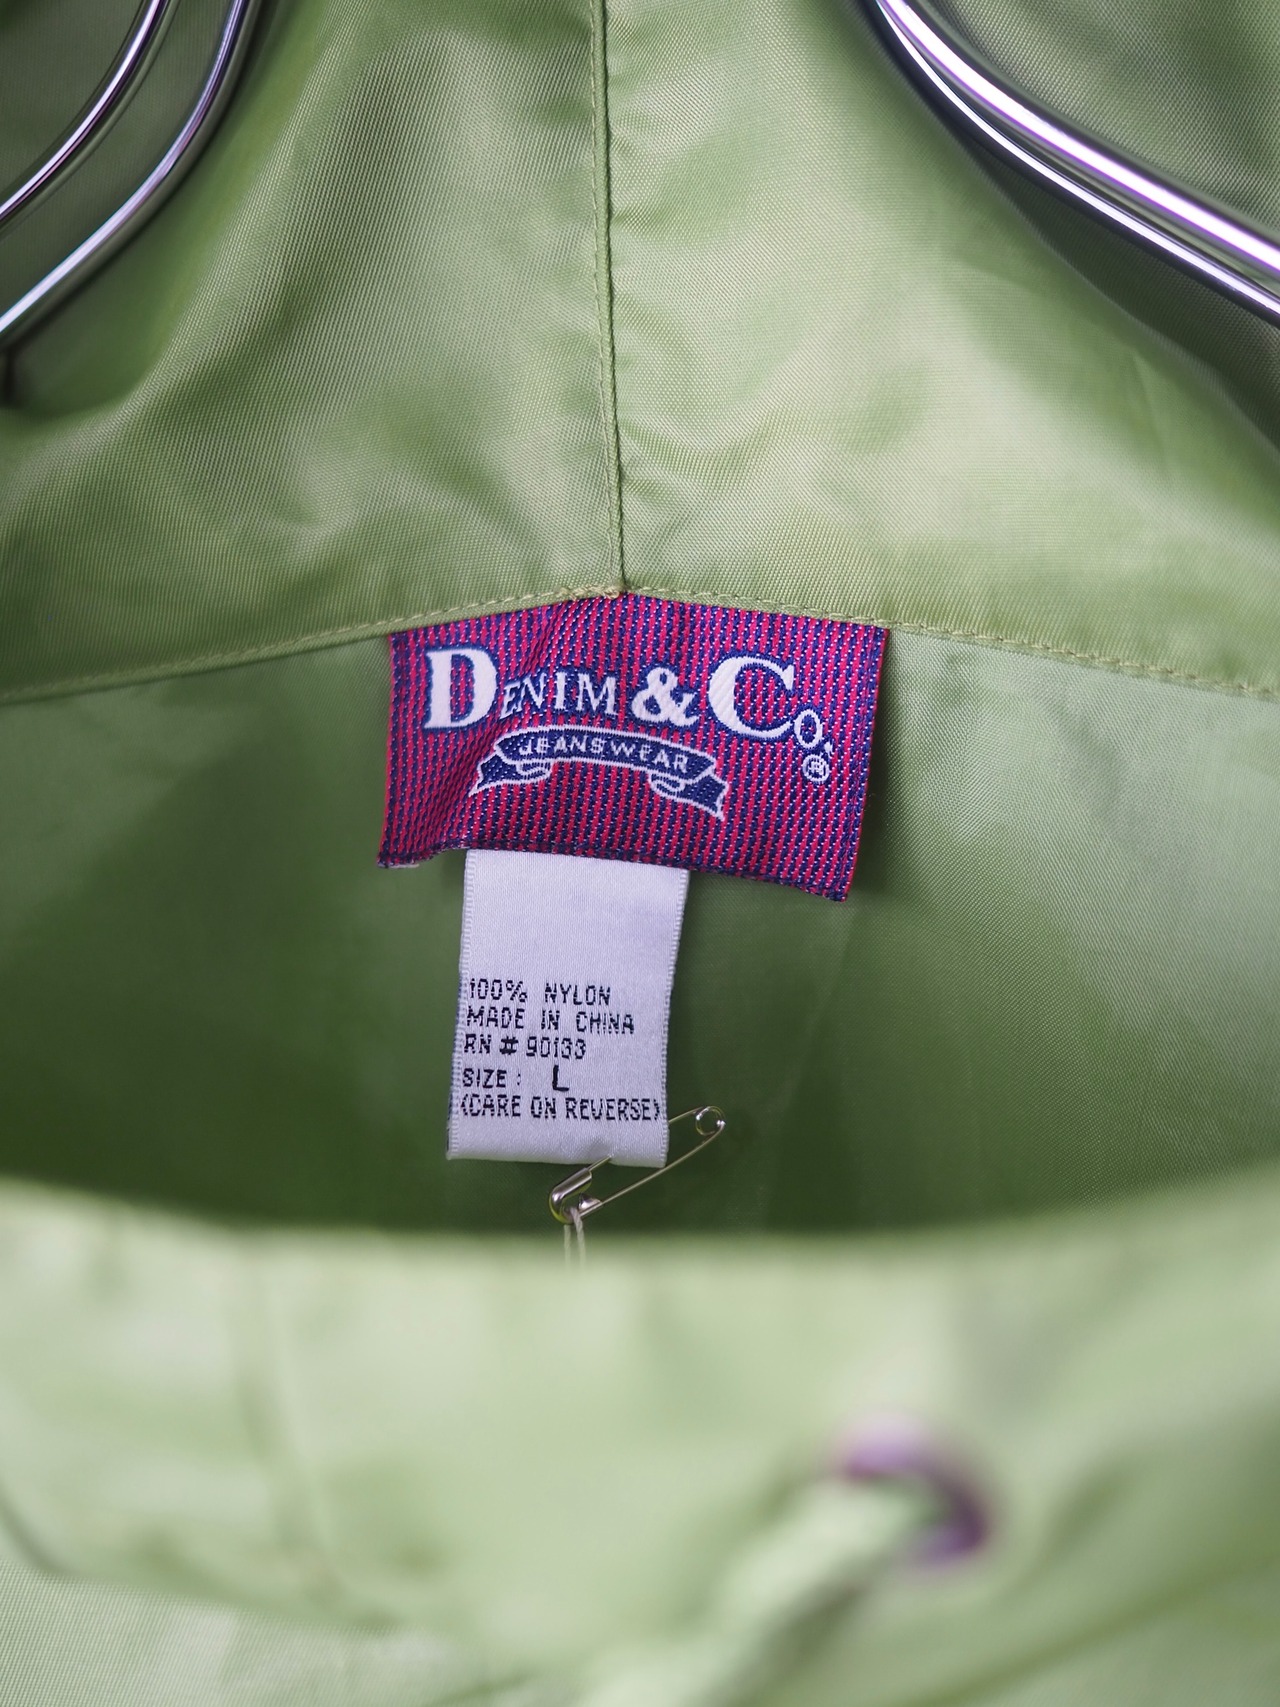 DENIM & Co.®
JEANSWEAR
100% NYLON
MADE IN CHINA
RN # 90133
SIZE: L
(CARE ON REVERSE)